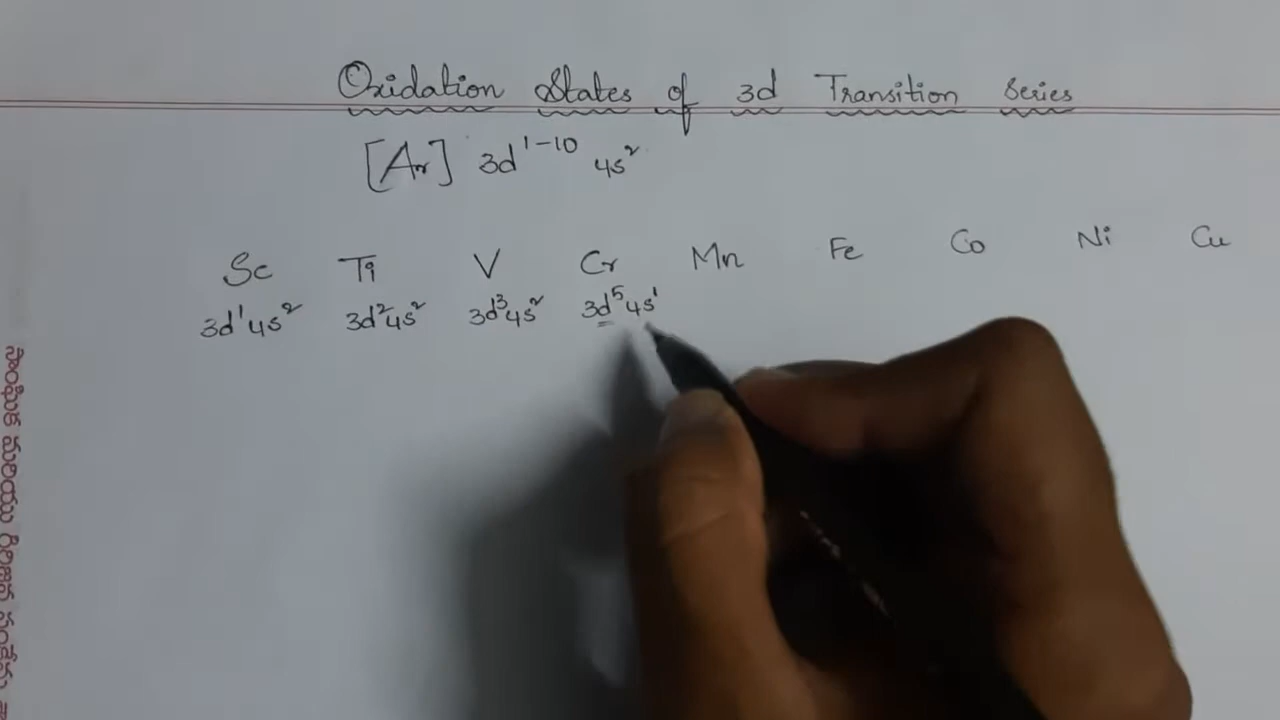 Oxidation States of 3d Transition Series
[Ar] 3d¹⁻¹⁰ 4s²
Sc Ti V Cr Mn Fe Co Ni Cu
3d¹4s² 3d²4s² 3d³4s² 3d⁵4s¹